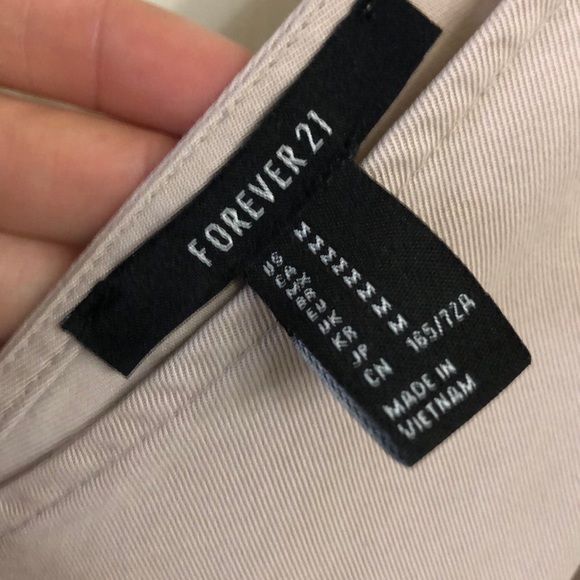 FOREVER 21
US M
CA M
MX M
BR M
EU M
UK M
KR M
JP M
CN 165/72A
MADE IN
VIETNAM